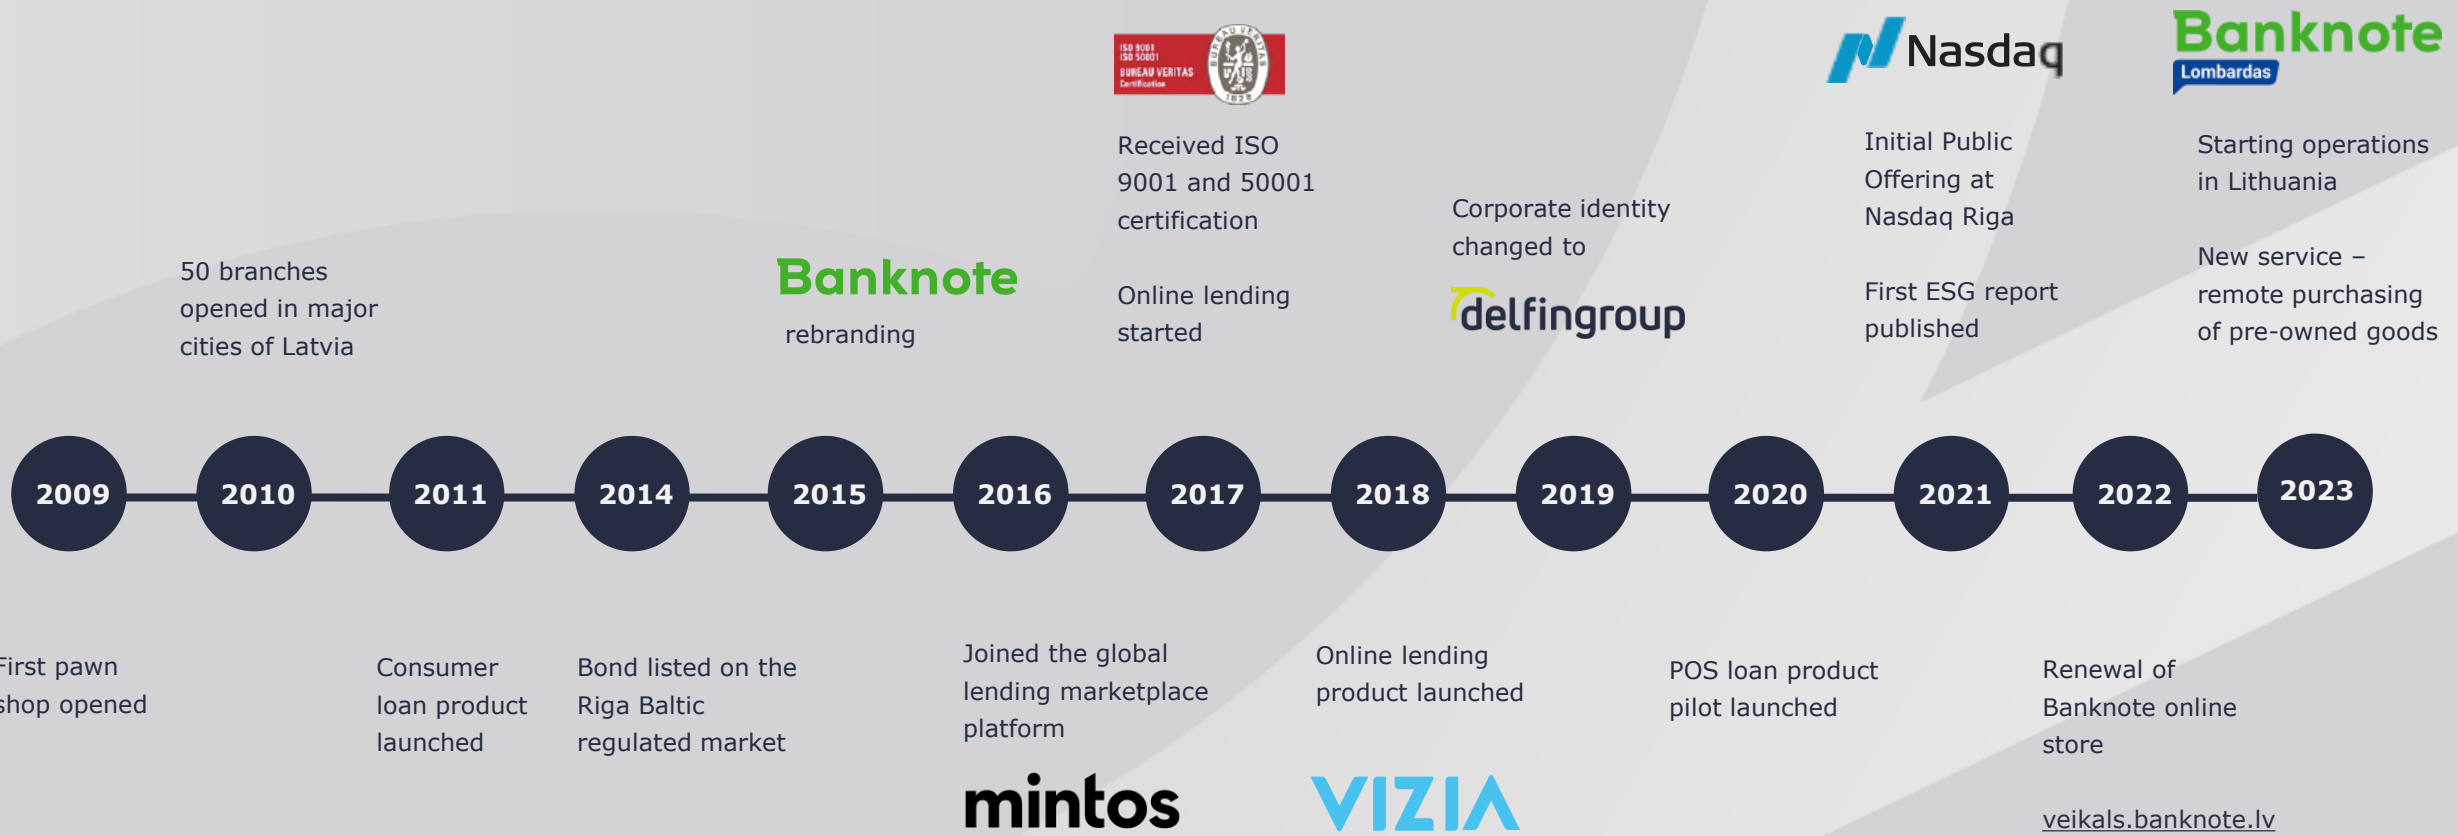 ISO 9001
ISO 50001
BUREAU VERITAS
Certification
BUREAU VERITAS
1828
Nasdaq
Banknote
Lombardas
50 branches
opened in major
cities of Latvia
Banknote
rebranding
Received ISO
9001 and 50001
certification
Online lending
started
Corporate identity
changed to
delfingroup
Initial Public
Offering at
Nasdaq Riga
First ESG report
published
Starting operations
in Lithuania
New service –
remote purchasing
of pre-owned goods
2009
2010
2011
2014
2015
2016
2017
2018
2019
2020
2021
2022
2023
First pawn
shop opened
Consumer
loan product
launched
Bond listed on the
Riga Baltic
regulated market
Joined the global
lending marketplace
platform
mintos
Online lending
product launched
VIZIA
POS loan product
pilot launched
Renewal of
Banknote online
store
veikals.banknote.lv